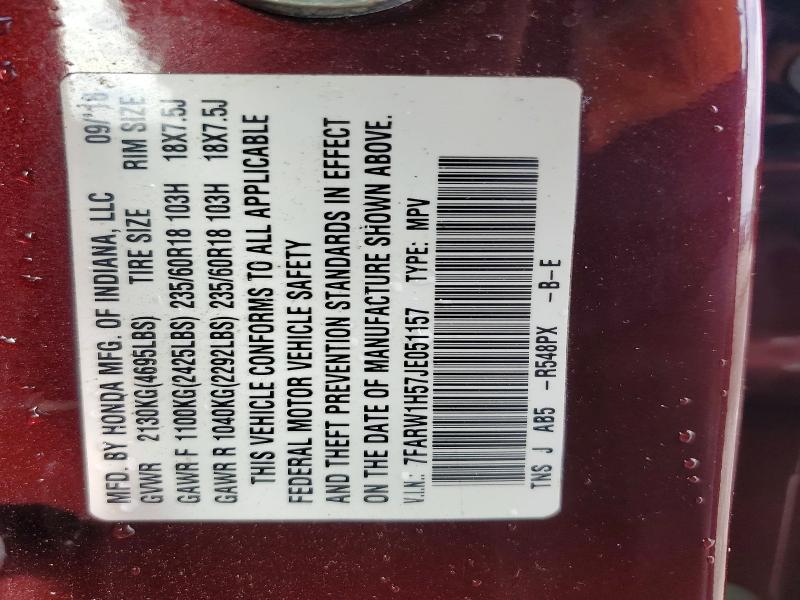 MFD. BY HONDA MFG. OF INDIANA, LLC 09/18
GVWR 2130KG(4695LBS) TIRE SIZE RIM SIZE
GAWR F 1100KG(2425LBS) 235/60R18 103H 18X7.5J
GAWR R 1040KG(2292LBS) 235/60R18 103H 18X7.5J
THIS VEHICLE CONFORMS TO ALL APPLICABLE
FEDERAL MOTOR VEHICLE SAFETY
AND THEFT PREVENTION STANDARDS IN EFFECT
ON THE DATE OF MANUFACTURE SHOWN ABOVE.
V.I.N.: 7FARW1H57JE051157 TYPE: MPV
TNS J AB5 -R548PX -B-E